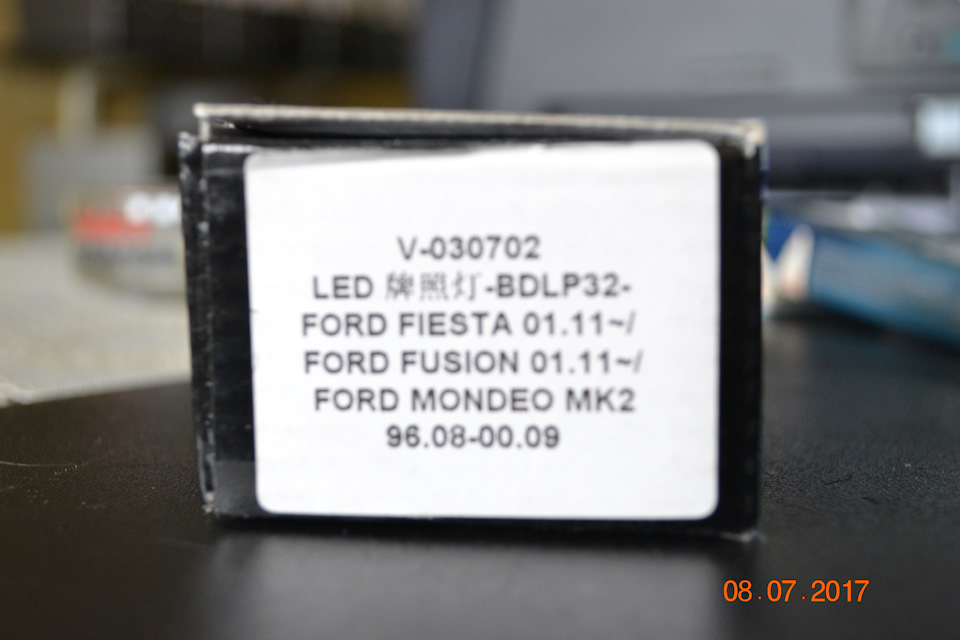 V-030702
LED 牌照灯-BDLP32-
FORD FIESTA 01.11~/
FORD FUSION 01.11~/
FORD MONDEO MK2
96.08-00.09
08.07.2017